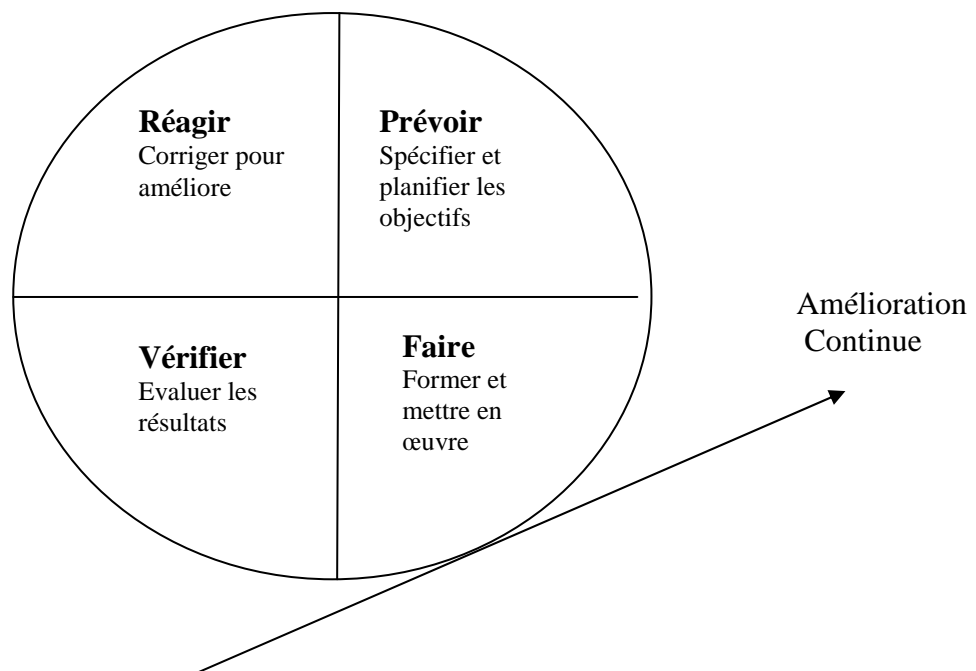 Réagir
Corriger pour
améliore
Prévoir
Spécifier et
planifier les
objectifs
Vérifier
Evaluer les
résultats
Faire
Former et
mettre en
œuvre
Amélioration
Continue